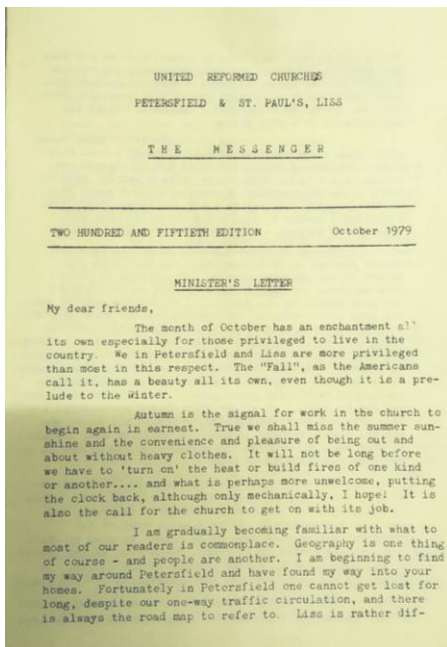 UNITED REFORMED CHURCHES
PETERSFIELD & ST. PAUL'S, LISS
THE MESSENGER
TWO HUNDRED AND FIFTIETH EDITION October 1979
MINISTER'S LETTER
My dear friends,
The month of October has an enchantment all
its own especially for those privileged to live in the
country. We in Petersfield and Liss are more privileged
than most in this respect. The "Fall", as the Americans
call it, has a beauty all its own, even though it is a pre-
lude to the Winter.
Autumn is the signal for work in the church to
begin again in earnest. True we shall miss the summer sun-
shine and the convenience and pleasure of being out and
about without heavy clothes. It will not be long before
we have to 'turn on' the heat or build fires of one kind
or another.... and what is perhaps more unwelcome, putting
the clock back, although only mechanically, I hope! It is
also the call for the church to get on with its job.
I am gradually becoming familiar with what to
most of our readers is commonplace. Geography is one thing
of course - and people are another. I am beginning to find
my way around Petersfield and have found my way into your
homes. Fortunately in Petersfield one cannot get lost for
long, despite our one-way traffic circulation, and there
is always the road map to refer to. Liss is rather dif-